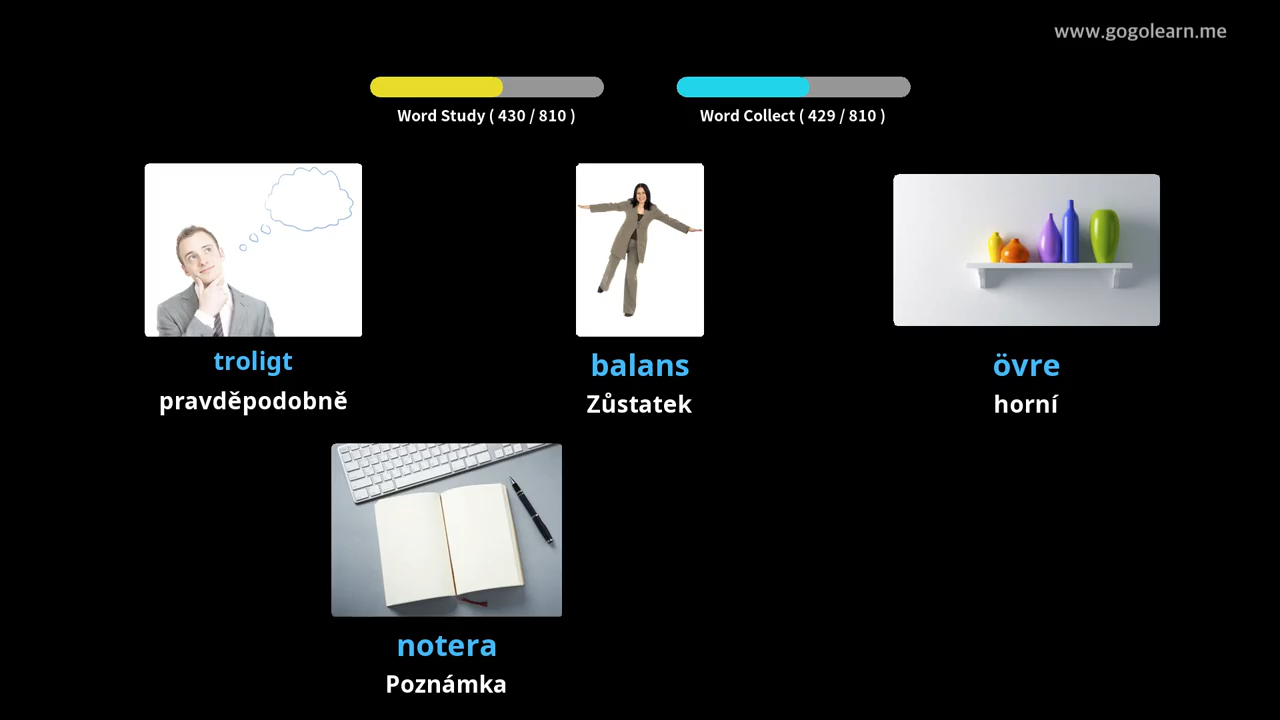 www.gogolearn.me
Word Study ( 430 / 810 )
Word Collect ( 429 / 810 )
troligt
pravděpodobně
balans
Zůstatek
övre
horní
notera
Poznámka